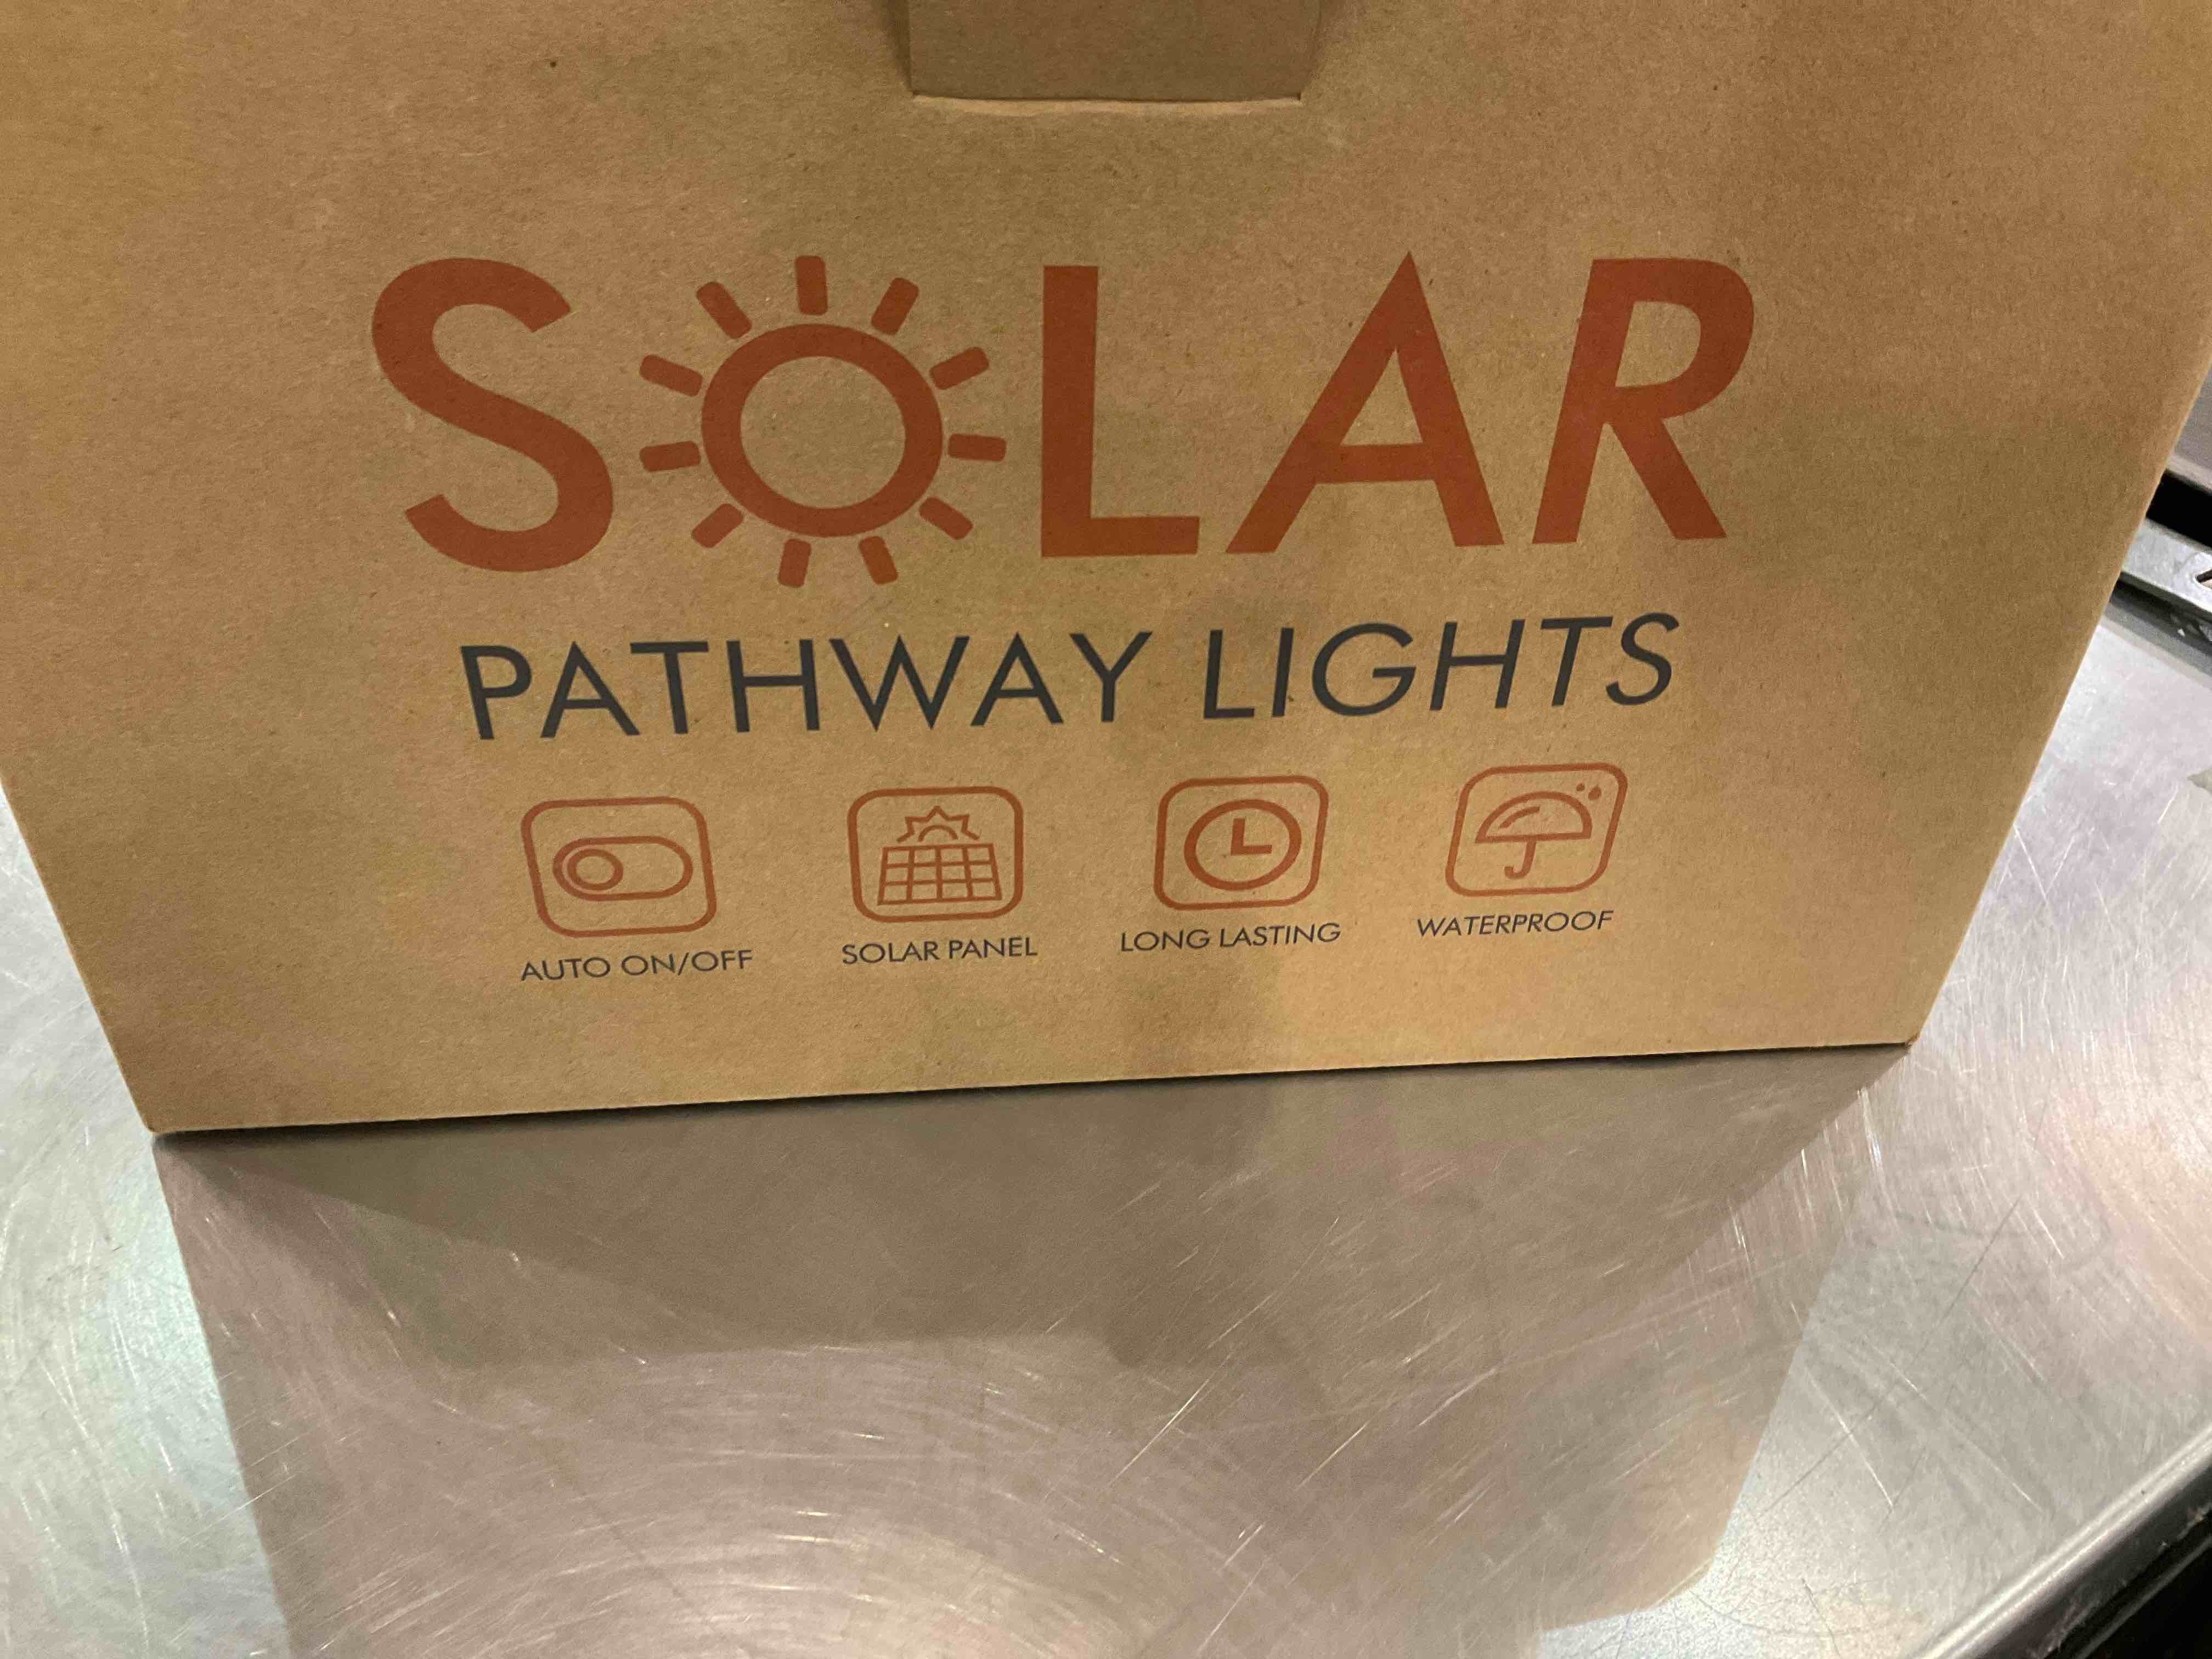 SOLAR
PATHWAY LIGHTS
AUTO ON/OFF
SOLAR PANEL
LONG LASTING
WATERPROOF